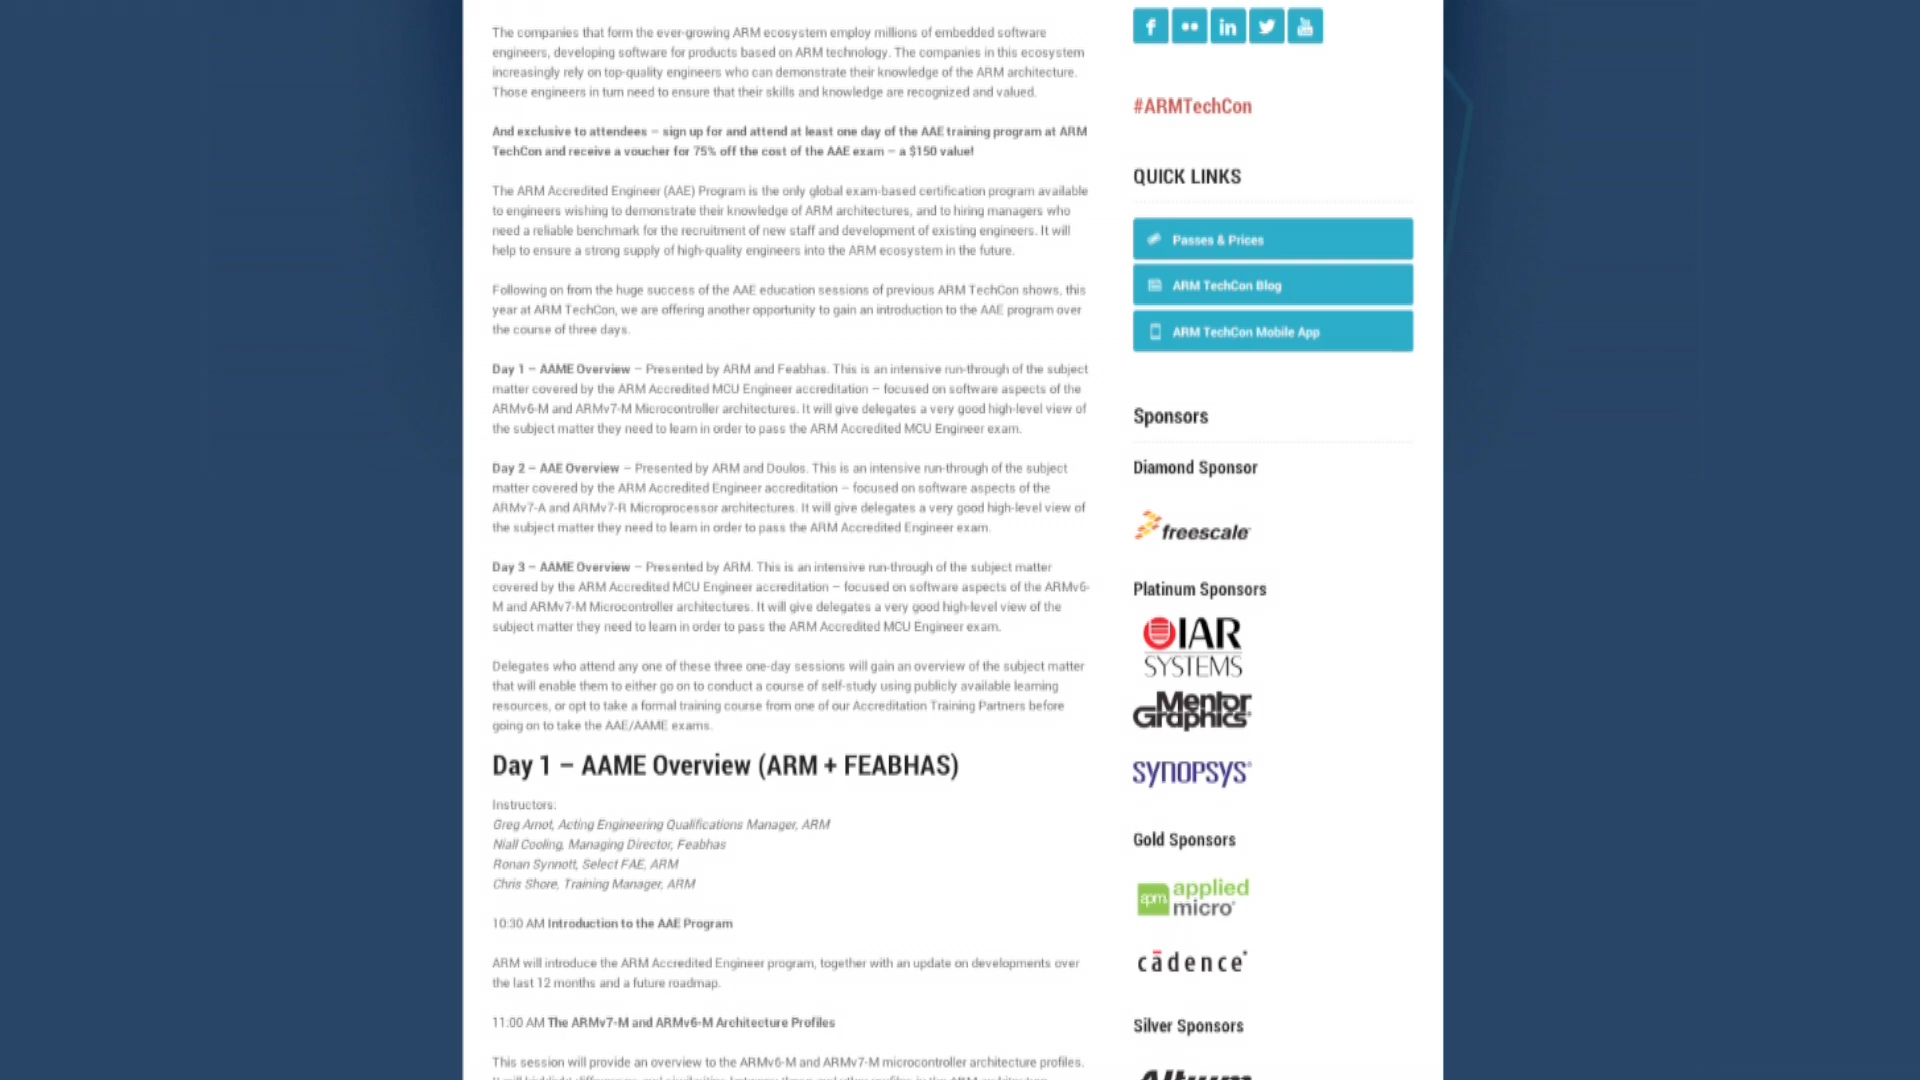 The companies that form the ever-growing ARM ecosystem employ millions of embedded software
engineers, developing software for products based on ARM technology. The companies in this ecosystem
increasingly rely on top-quality engineers who can demonstrate their knowledge of the ARM architecture.
Those engineers in turn need to ensure that their skills and knowledge are recognized and valued.
And exclusive to attendees – sign up for and attend at least one day of the AAE training program at ARM
TechCon and receive a voucher for 75% off the cost of the AAE exam – a $150 value!
The ARM Accredited Engineer (AAE) Program is the only global exam-based certification program available
to engineers wishing to demonstrate their knowledge of ARM architectures, and to hiring managers who
need a reliable benchmark for the recruitment of new staff and development of existing engineers. It will
help to ensure a strong supply of high-quality engineers into the ARM ecosystem in the future.
Following on from the huge success of the AAE education sessions of previous ARM TechCon shows, this
year at ARM TechCon, we are offering another opportunity to gain an introduction to the AAE program over
the course of three days.
Day 1 – AAME Overview – Presented by ARM and Feabhas. This is an intensive run-through of the subject
matter covered by the ARM Accredited MCU Engineer accreditation – focused on software aspects of the
ARMv6-M and ARMv7-M Microcontroller architectures. It will give delegates a very good high-level view of
the subject matter they need to learn in order to pass the ARM Accredited MCU Engineer exam.
Day 2 – AAE Overview – Presented by ARM and Doulos. This is an intensive run-through of the subject
matter covered by the ARM Accredited Engineer accreditation – focused on software aspects of the
ARMv7-A and ARMv7-R Microprocessor architectures. It will give delegates a very good high-level view of
the subject matter they need to learn in order to pass the ARM Accredited Engineer exam.
Day 3 – AAME Overview – Presented by ARM. This is an intensive run-through of the subject matter
covered by the ARM Accredited MCU Engineer accreditation – focused on software aspects of the ARMv6-
M and ARMv7-M Microcontroller architectures. It will give delegates a very good high-level view of the
subject matter they need to learn in order to pass the ARM Accredited MCU Engineer exam.
Delegates who attend any one of these three one-day sessions will gain an overview of the subject matter
that will enable them to either go on to conduct a course of self-study using publicly available learning
resources, or opt to take a formal training course from one of our Accreditation Training Partners before
going on to take the AAE/AAME exams.
Day 1 – AAME Overview (ARM + FEABHAS)
Instructors:
Greg Arnot, Acting Engineering Qualifications Manager, ARM
Niall Cooling, Managing Director, Feabhas
Ronan Synnott, Select FAE, ARM
Chris Shore, Training Manager, ARM
10:30 AM Introduction to the AAE Program
ARM will introduce the ARM Accredited Engineer program, together with an update on developments over
the last 12 months and a future roadmap.
11:00 AM The ARMv7-M and ARMv6-M Architecture Profiles
This session will provide an overview to the ARMv6-M and ARMv7-M microcontroller architecture profiles.
#ARMTechCon
QUICK LINKS
Passes & Prices
ARM TechCon Blog
ARM TechCon Mobile App
Sponsors
Diamond Sponsor
freescale
Platinum Sponsors
IAR
SYSTEMS
Mentor
Graphics
SYNOPSYS
Gold Sponsors
apm applied
micro
cādence
Silver Sponsors